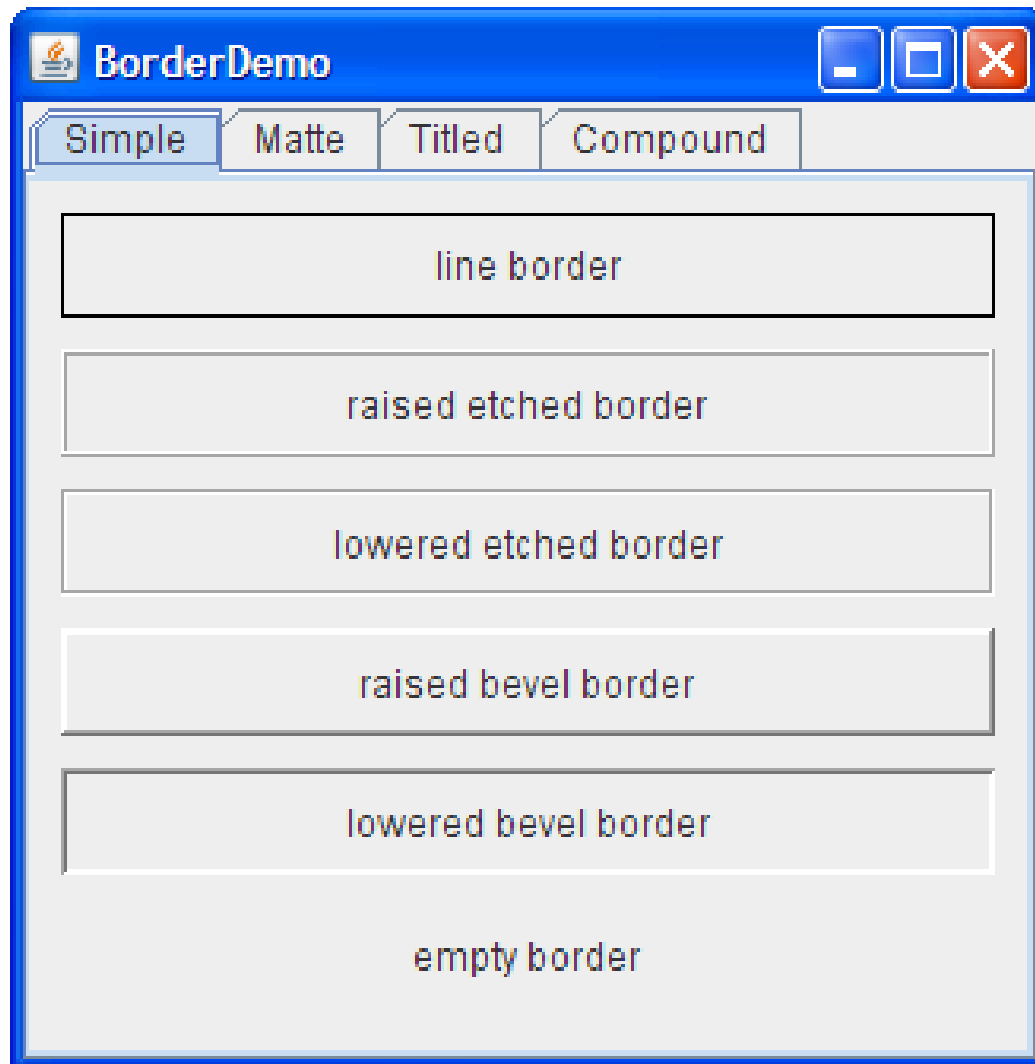 BorderDemo
Simple Matte Titled Compound
line border
raised etched border
lowered etched border
raised bevel border
lowered bevel border
empty border